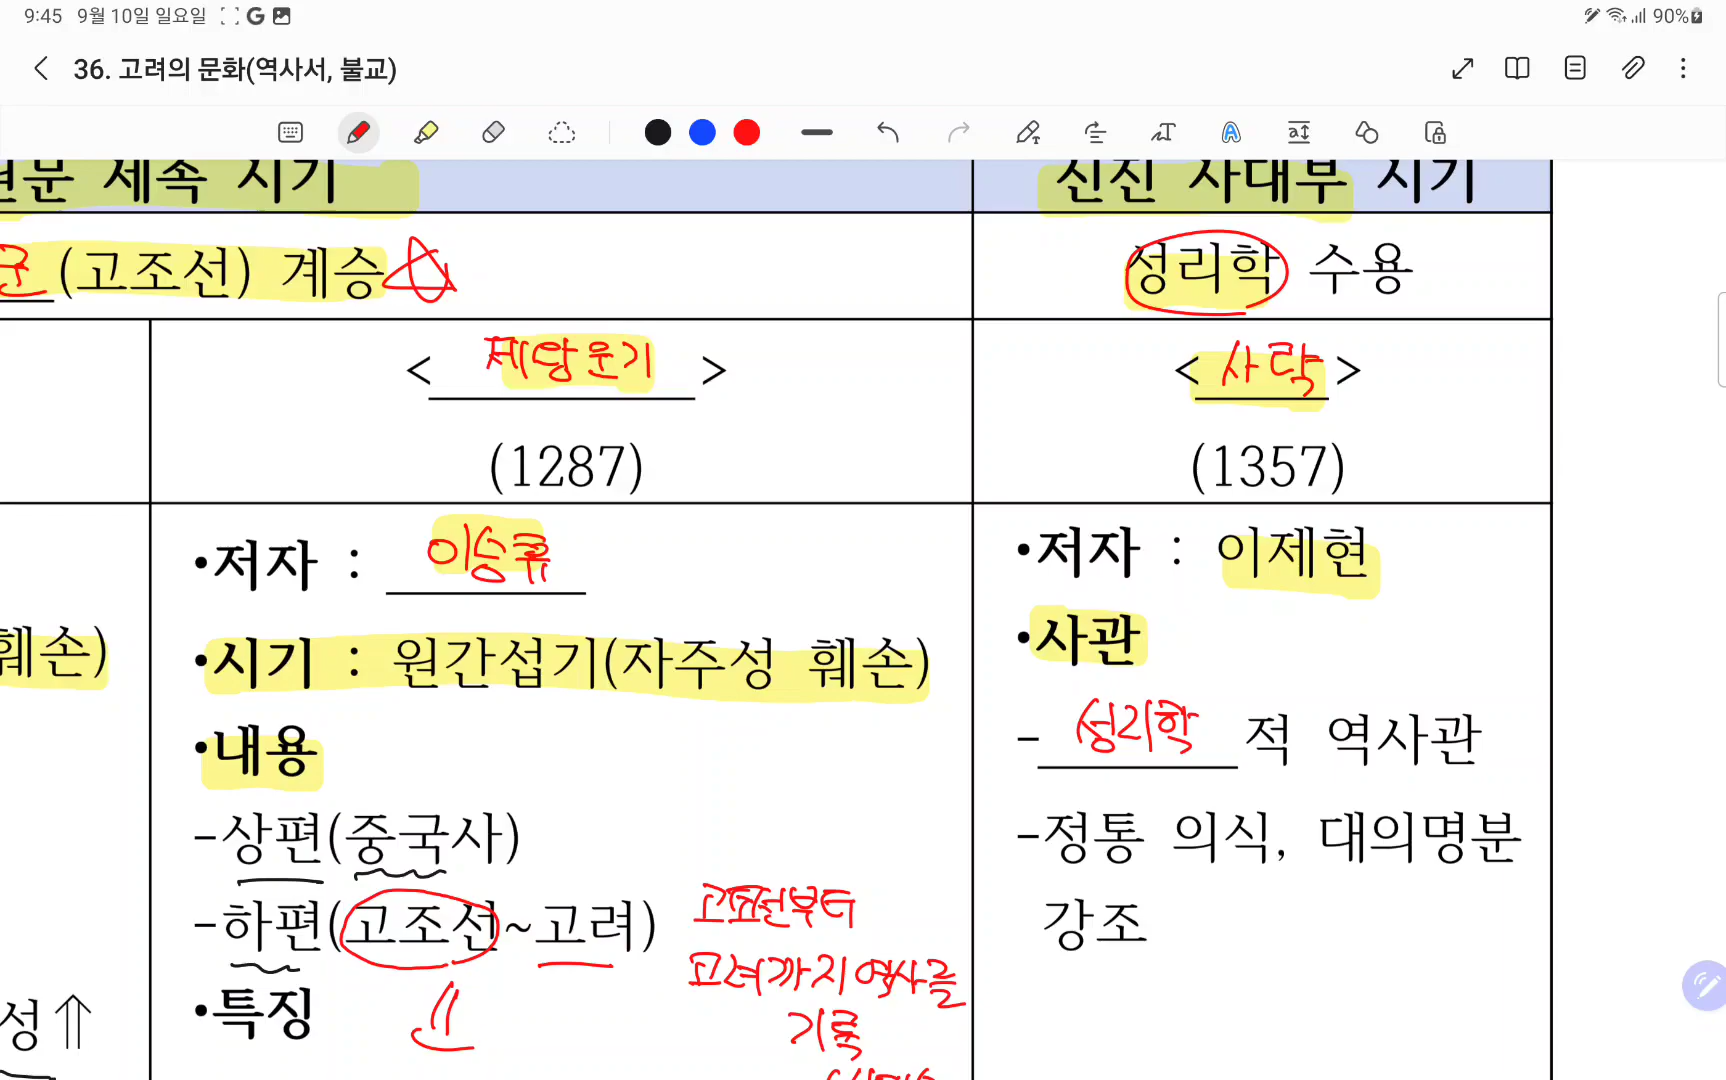 9:45 9월 10일 일요일 G 90%
36. 고려의 문화(역사서, 불교)
세속 시기
신진 사대부 시기
군 (고조선) 계승
성리학 수용
<제왕운기>
<사략>
(1287)
(1357)
•저자 : 이승휴
•저자 : 이제현
훼손)
•시기 : 원간섭기(자주성 훼손)
•사관
•내용
-성리학적 역사관
-상편(중국사)
-정통 의식, 대의명분
강조
-하편(고조선~고려)
고조선부터
고려까지 역사를
기록
성⇑
•특징